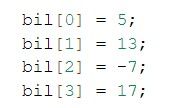 bil[0] = 5;
bil[1] = 13;
bil[2] = -7;
bil[3] = 17;